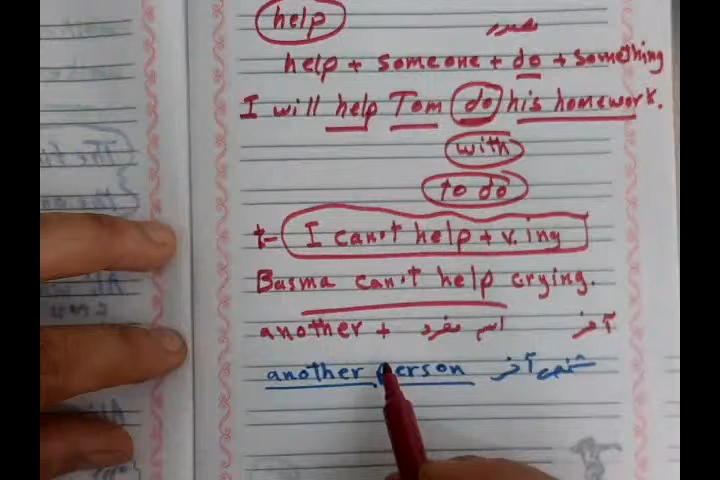 help
مصدر
help + someone + do + something
I will help Tom do his homework.
with
to do
t- I can't help + v. ing
Basma can't help crying.
another + اسم مفرد آخر
another person شخص آخر